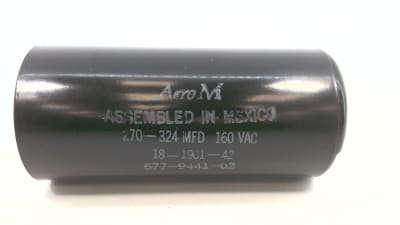 Aero M
ASSEMBLED IN MEXICO
270-324 MFD 160 VAC
18-1901-42
677-9441-02